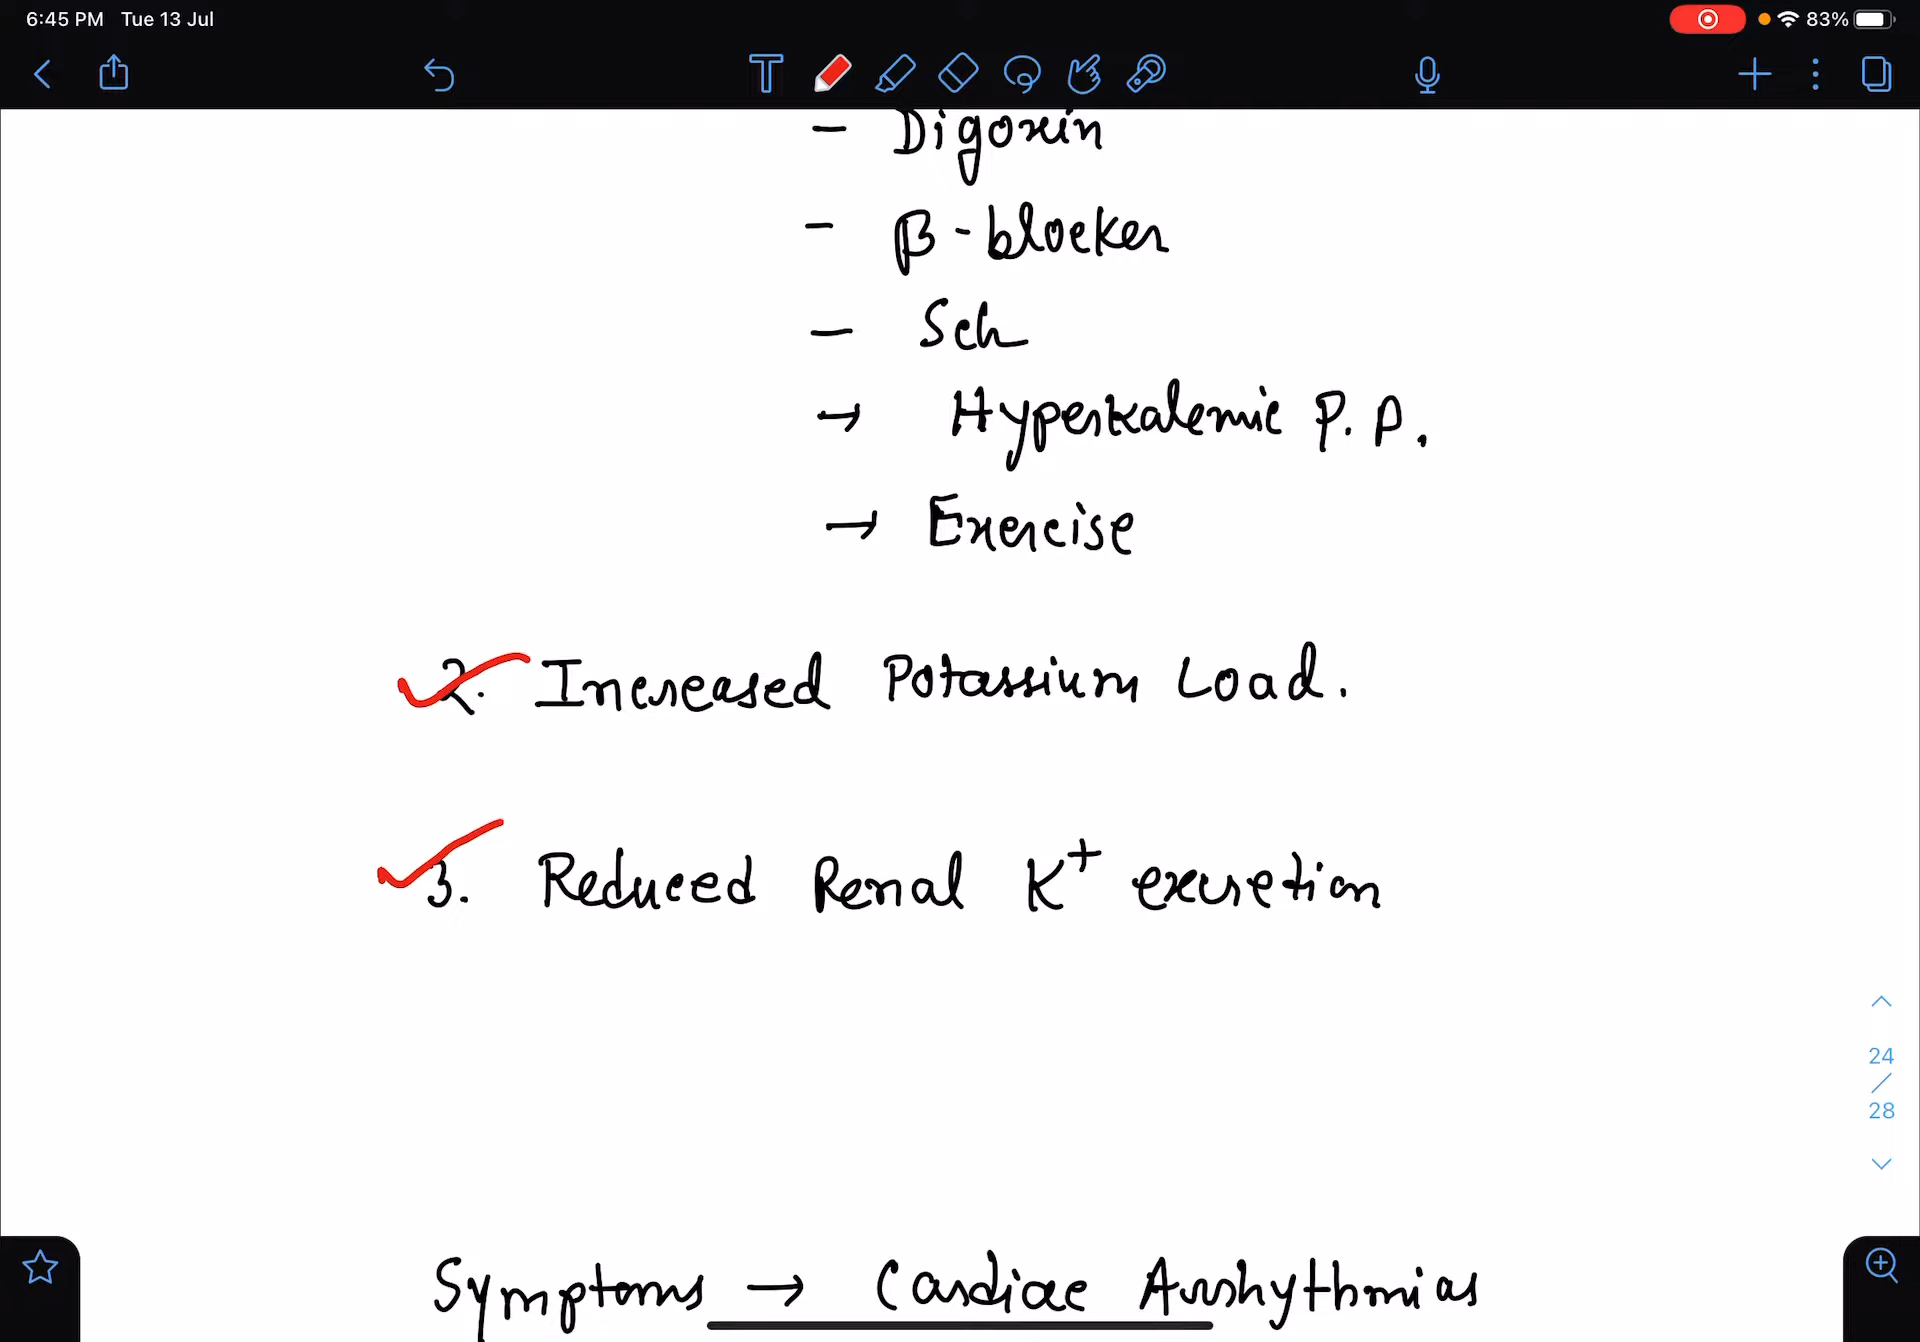 6:45 PM Tue 13 Jul 83%
T
- Digoxin
- β-blocker
- Sch
→ Hyperkalemic P.P.
→ Exercise
2. Increased Potassium Load.
3. Reduced Renal K⁺ excretion
24
/
28
Symptoms → Cardiac Arrhythmias